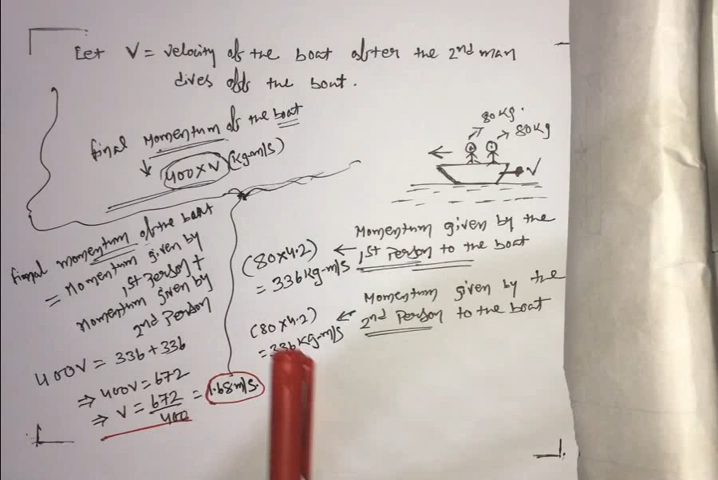 Let V = velocity of the boat after the 2nd man
dives off the boat.
final momentum of the boat
↓
400×V (kgm/s)
80kg.
80kg
V
final momentum of the boat
= Momentum given by
1st person +
Momentum given by
2nd person
400V = 336 + 336
⇒ 400V = 672
⇒ V = 672/400 = 1.68m/s.
(80×4.2) ← Momentum given by the
= 336 kg-m/s 1st person to the boat
(80×4.2) ← Momentum given by the
= 336 kg-m/s 2nd person to the boat